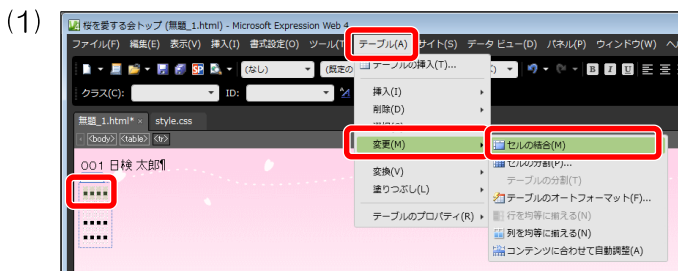 (1)
桜を愛する会トップ (無題_1.html) - Microsoft Expression Web 4
ファイル(F) 編集(E) 表示(V) 挿入(I) 書式設定(O) ツール(T) テーブル(A) サイト(S) データ ビュー(D) パネル(P) ウィンドウ(W) ヘ
(なし) (既定の B I U
クラス(C): ID:
無題_1.html* × style.css
<body> <table> <tr>
001 日検 太郎¶
テーブルの挿入(T)...
挿入(I)
削除(D)
変更(M)
変換(V)
塗りつぶし(L)
テーブルのプロパティ(R)
セルの結合(M)
セルの分割(P)...
テーブルの分割(T)
テーブルのオートフォーマット(F)...
行を均等に揃える(N)
列を均等に揃える(N)
コンテンツに合わせて自動調整(A)